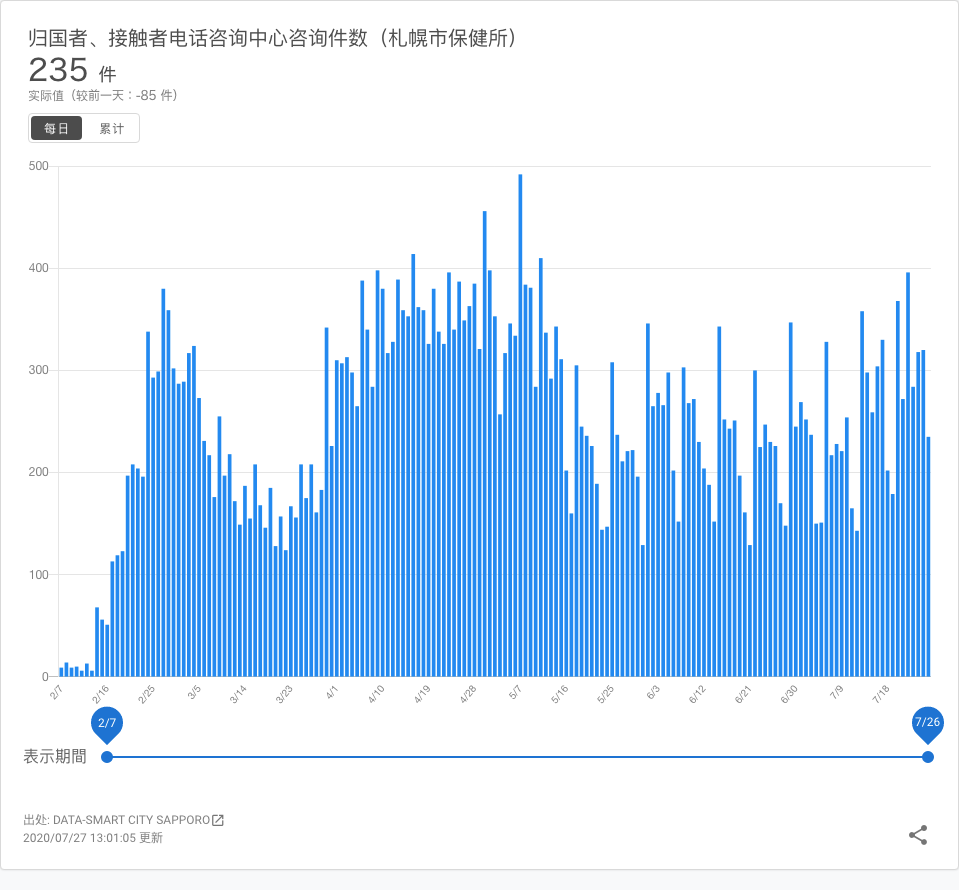 归国者、接触者电话咨询中心咨询件数（札幌市保健所）
235 件
实际值（较前一天：-85 件）
每日 累计
500
400
300
200
100
0
2/7 2/16 2/25 3/5 3/14 3/23 4/1 4/10 4/19 4/28 5/7 5/16 5/25 6/3 6/12 6/21 6/30 7/9 7/18
2/7 7/26
表示期間
出处: DATA-SMART CITY SAPPORO
2020/07/27 13:01:05 更新